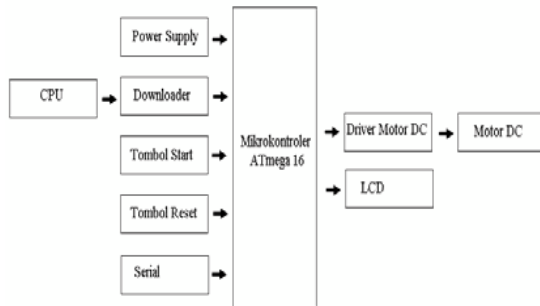 Power Supply
CPU
Downloader
Tombol Start
Tombol Reset
Serial
Mikrokontroler
ATmega 16
Driver Motor DC
Motor DC
LCD